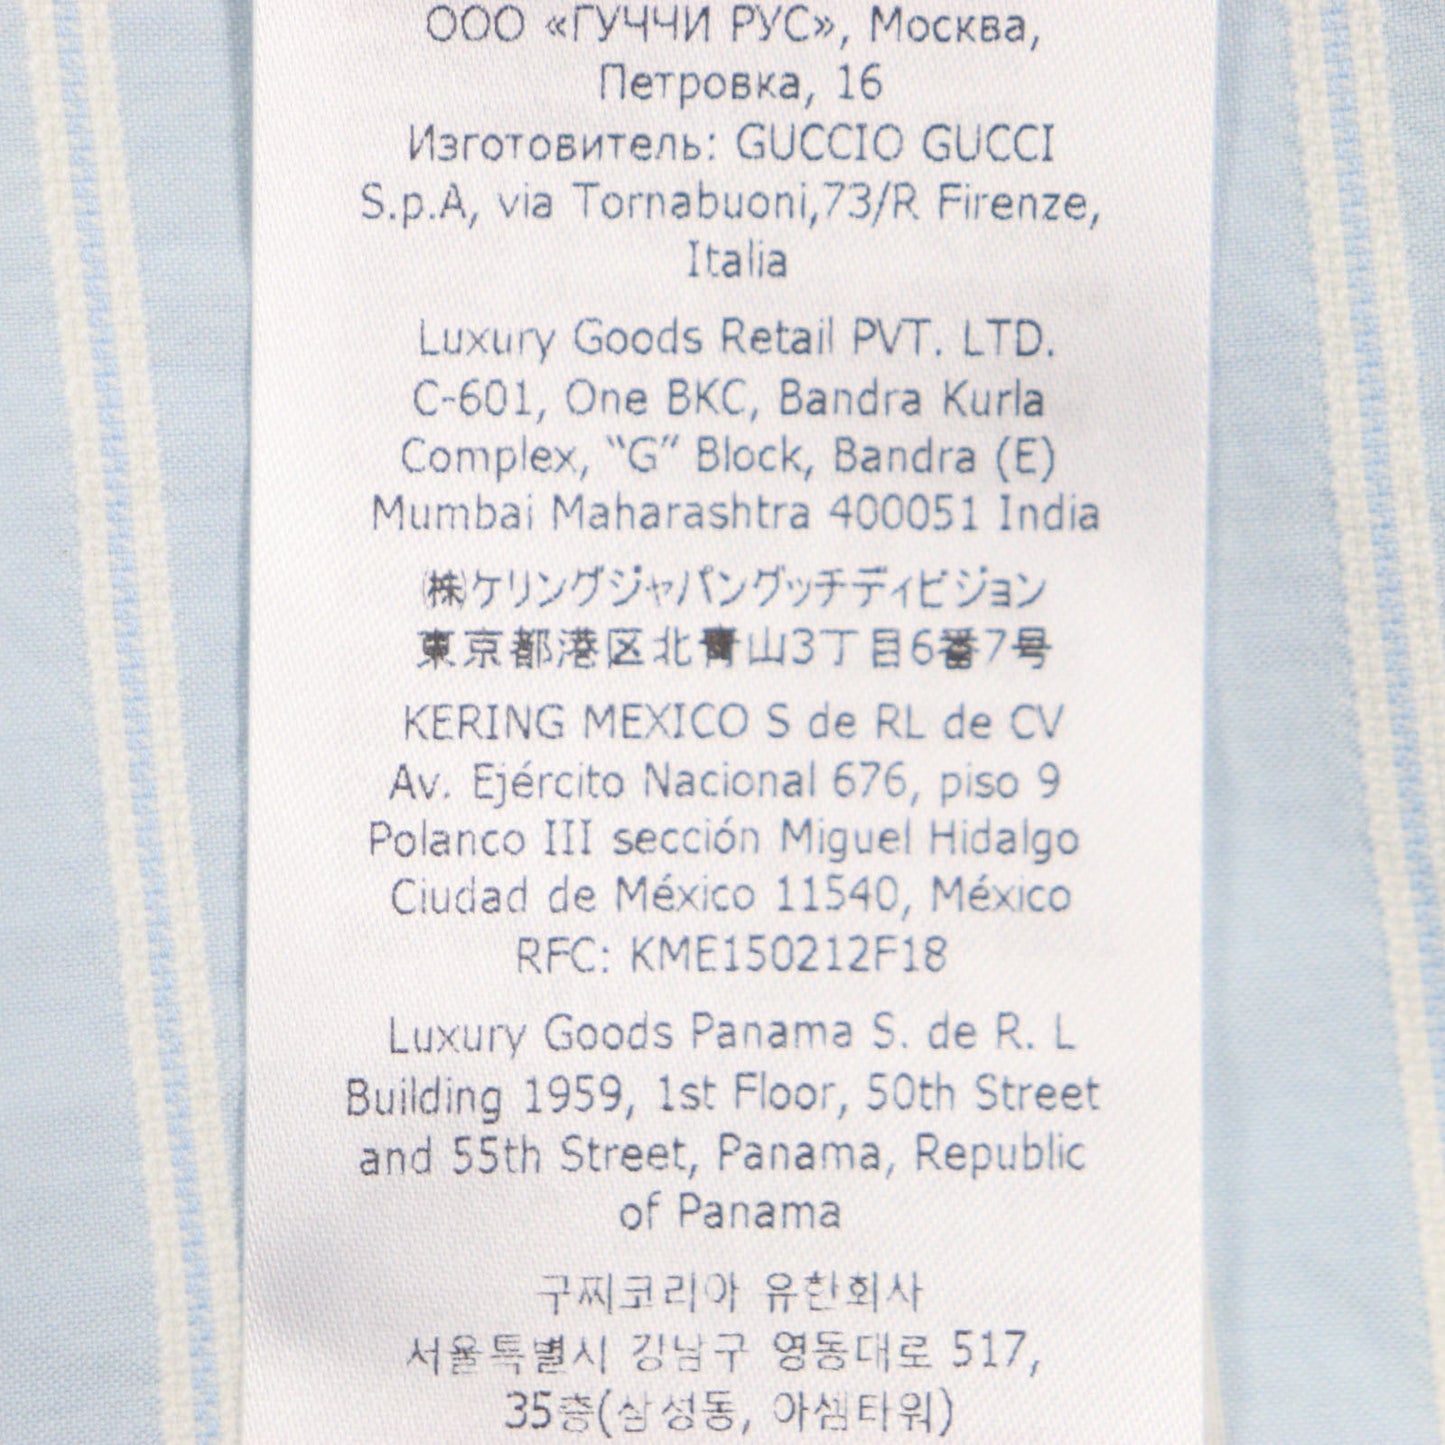 ООО «ГУЧЧИ РУС», Москва,
Петровка, 16
Изготовитель: GUCCIO GUCCI
S.p.A, via Tornabuoni,73/R Firenze,
Italia
Luxury Goods Retail PVT. LTD.
C-601, One BKC, Bandra Kurla
Complex, “G” Block, Bandra (E)
Mumbai Maharashtra 400051 India
㈱ケリングジャパングッチディビジョン
東京都港区北青山3丁目6番7号
KERING MEXICO S de RL de CV
Av. Ejército Nacional 676, piso 9
Polanco III sección Miguel Hidalgo
Ciudad de México 11540, México
RFC: KME150212F18
Luxury Goods Panama S. de R. L
Building 1959, 1st Floor, 50th Street
and 55th Street, Panama, Republic
of Panama
구찌코리아 유한회사
서울특별시 강남구 영동대로 517,
35층(삼성동, 아셈타워)